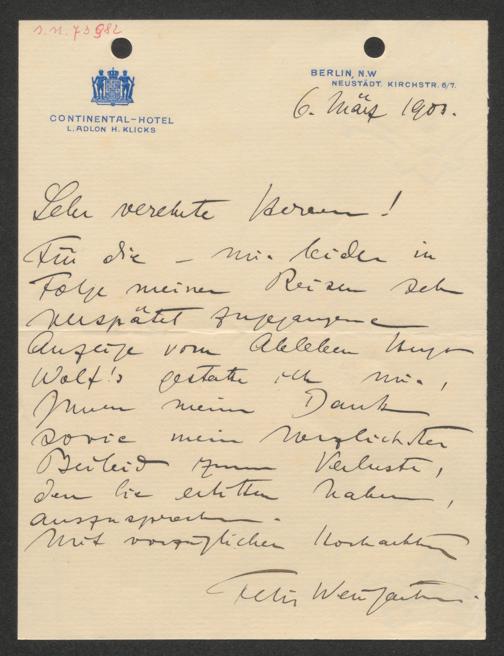 S.N. 73982
BERLIN, N.W
NEUSTÄDT. KIRCHSTR. 6/7.
CONTINENTAL-HOTEL
L. ADLON H. KLICKS
6. März 1903.
Sehr verehrte Herren!
Für die – mir leider in
Folge meiner Reisen sehr
verspätet zugegangene
Anzeige vom Ableben Hugo
Wolf's gestatte ich mir,
Ihnen meinen Dank
sowie mein herzlichstes
Beileid zum Verluste,
den Sie erlitten haben,
auszusprechen.
Mit vorzüglicher Hochachtung
Felix Weingartner.